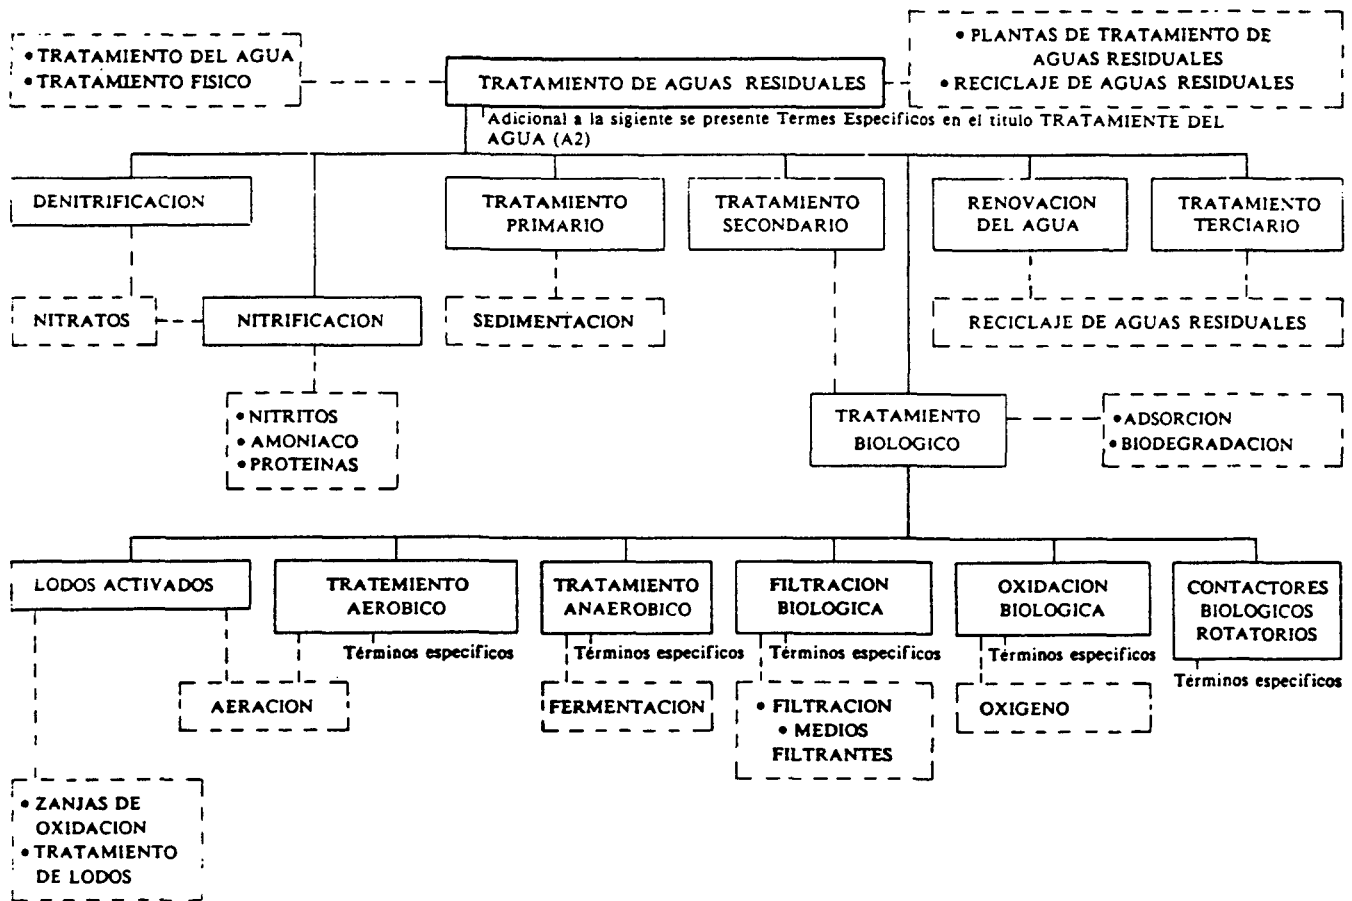 • TRATAMIENTO DEL AGUA
• TRATAMIENTO FISICO
TRATAMIENTO DE AGUAS RESIDUALES
• PLANTAS DE TRATAMIENTO DE
AGUAS RESIDUALES
• RECICLAJE DE AGUAS RESIDUALES
Adicional a la sigiente se presente Termes Especificos en el titulo TRATAMIENTE DEL
AGUA (A2)
DENITRIFICACION
TRATAMIENTO
PRIMARIO
TRATAMIENTO
SECONDARIO
RENOVACION
DEL AGUA
TRATAMIENTO
TERCIARIO
NITRATOS
NITRIFICACION
SEDIMENTACION
RECICLAJE DE AGUAS RESIDUALES
• NITRITOS
• AMONIACO
• PROTEINAS
TRATAMIENTO
BIOLOGICO
• ADSORCION
• BIODEGRADACION
LODOS ACTIVADOS
TRATEMIENTO
AEROBICO
TRATAMIENTO
ANAEROBICO
FILTRACION
BIOLOGICA
OXIDACION
BIOLOGICA
CONTACTORES
BIOLOGICOS
ROTATORIOS
Términos especificos
Términos especificos
Términos especificos
Términos especificos
Términos especificos
AERACION
FERMENTACION
• FILTRACION
• MEDIOS
FILTRANTES
OXIGENO
• ZANJAS DE
OXIDACION
• TRATAMIENTO
DE LODOS